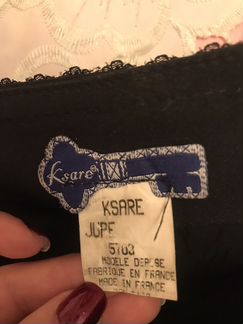 Ksare®
KSARE
JUPE
5703
MODELE DEPOSE
FABRIQUE EN FRANCE
MADE IN FRANCE